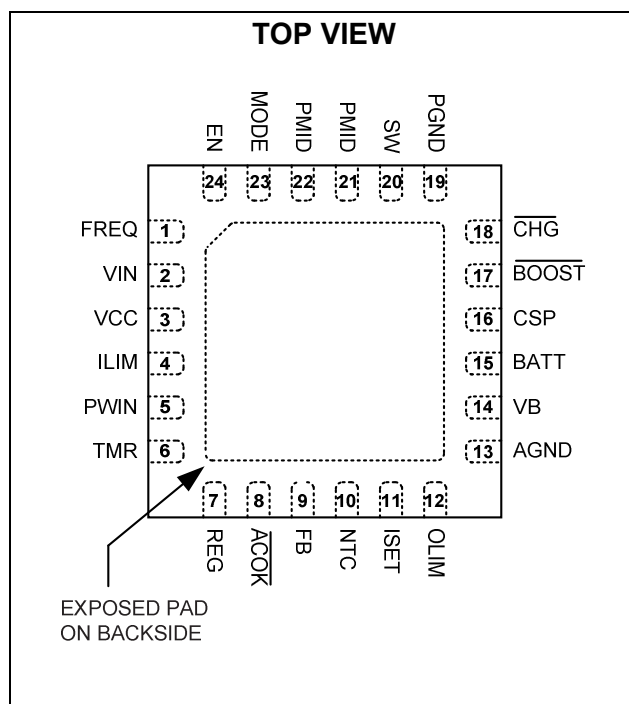 TOP VIEW
EN
MODE
PMID
PMID
SW
PGND
24
23
22
21
20
19
FREQ 1
VIN 2
VCC 3
ILIM 4
PWIN 5
TMR 6
18 CHG
17 BOOST
16 CSP
15 BATT
14 VB
13 AGND
7
8
9
10
11
12
REG
ACOK
FB
NTC
ISET
OLIM
EXPOSED PAD
ON BACKSIDE